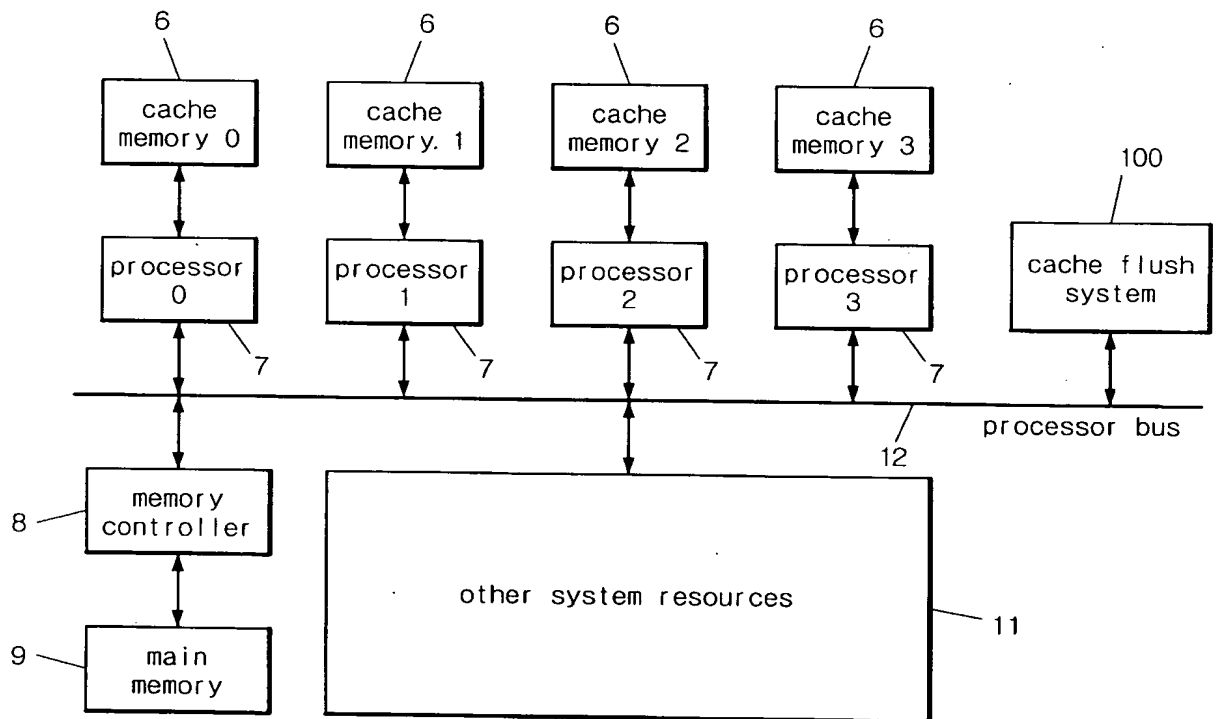 6
6
6
6
cache
memory 0
cache
memory. 1
cache
memory 2
cache
memory 3
100
processor
0
processor
1
processor
2
processor
3
cache flush
system
7
7
7
7
processor bus
12
8
memory
controller
other system resources
11
9
main
memory